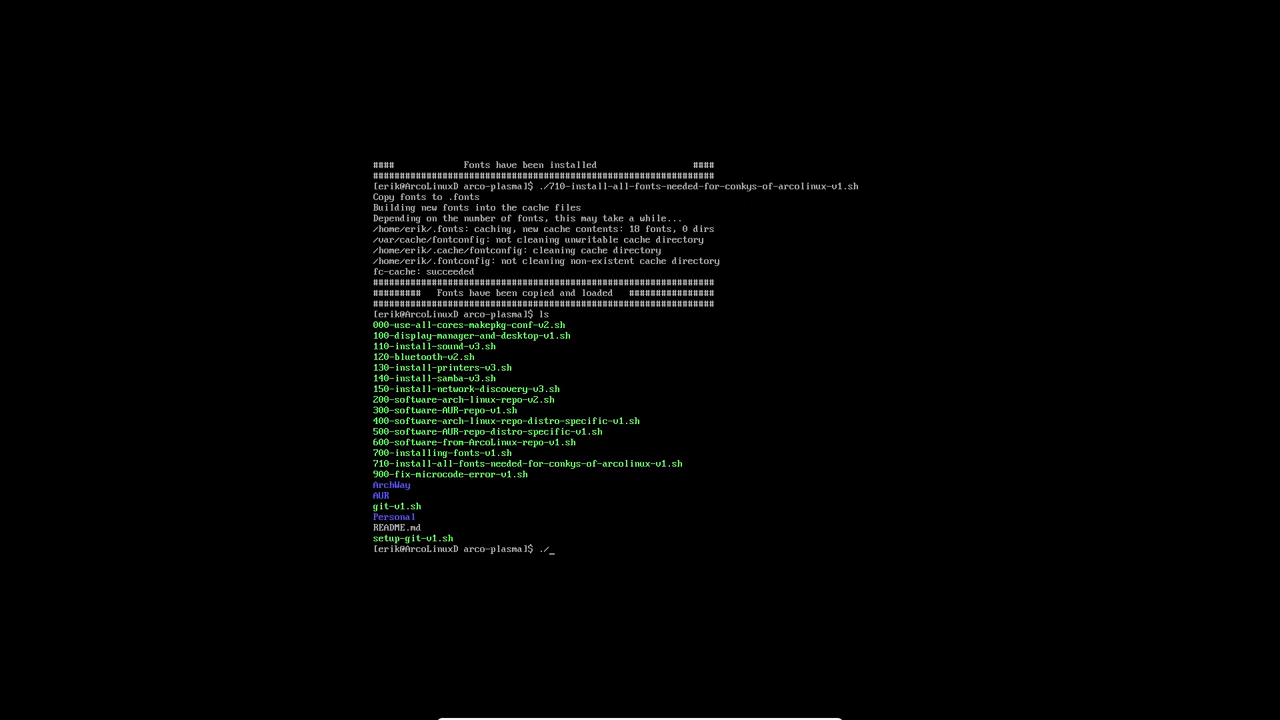 ####             Fonts have been installed                  ####
################################################################
[erik@ArcoLinuxD arco-plasma]$ ./710-install-all-fonts-needed-for-conkys-of-arcolinux-v1.sh
Copy fonts to .fonts
Building new fonts into the cache files
Depending on the number of fonts, this may take a while...
/home/erik/.fonts: caching, new cache contents: 18 fonts, 0 dirs
/var/cache/fontconfig: not cleaning unwritable cache directory
/home/erik/.cache/fontconfig: cleaning cache directory
/home/erik/.fontconfig: not cleaning non-existent cache directory
fc-cache: succeeded
################################################################
#########   Fonts have been copied and loaded   ################
################################################################
[erik@ArcoLinuxD arco-plasma]$ ls
000-use-all-cores-makepkg-conf-v2.sh
100-display-manager-and-desktop-v1.sh
110-install-sound-v3.sh
120-bluetooth-v2.sh
130-install-printers-v3.sh
140-install-samba-v3.sh
150-install-network-discovery-v3.sh
200-software-arch-linux-repo-v2.sh
300-software-AUR-repo-v1.sh
400-software-arch-linux-repo-distro-specific-v1.sh
500-software-AUR-repo-distro-specific-v1.sh
600-software-from-ArcoLinux-repo-v1.sh
700-installing-fonts-v1.sh
710-install-all-fonts-needed-for-conkys-of-arcolinux-v1.sh
900-fix-microcode-error-v1.sh
ArchWay
AUR
git-v1.sh
Personal
README.md
setup-git-v1.sh
[erik@ArcoLinuxD arco-plasma]$ ./_